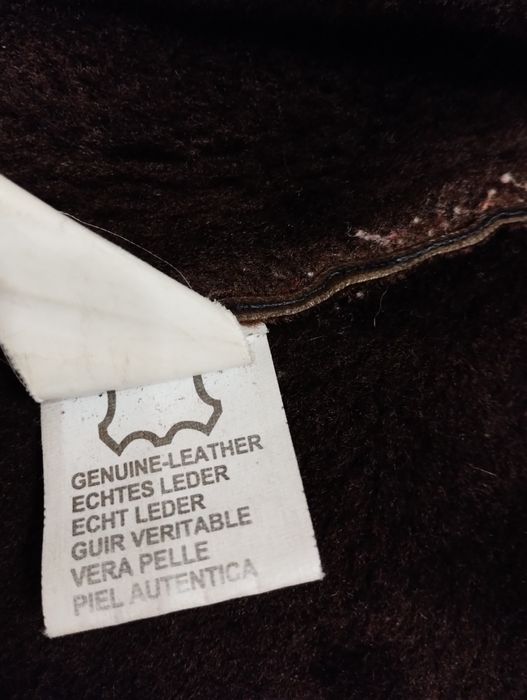 GENUINE-LEATHER
ECHTES LEDER
ECHT LEDER
GUIR VERITABLE
VERA PELLE
PIEL AUTENTICA